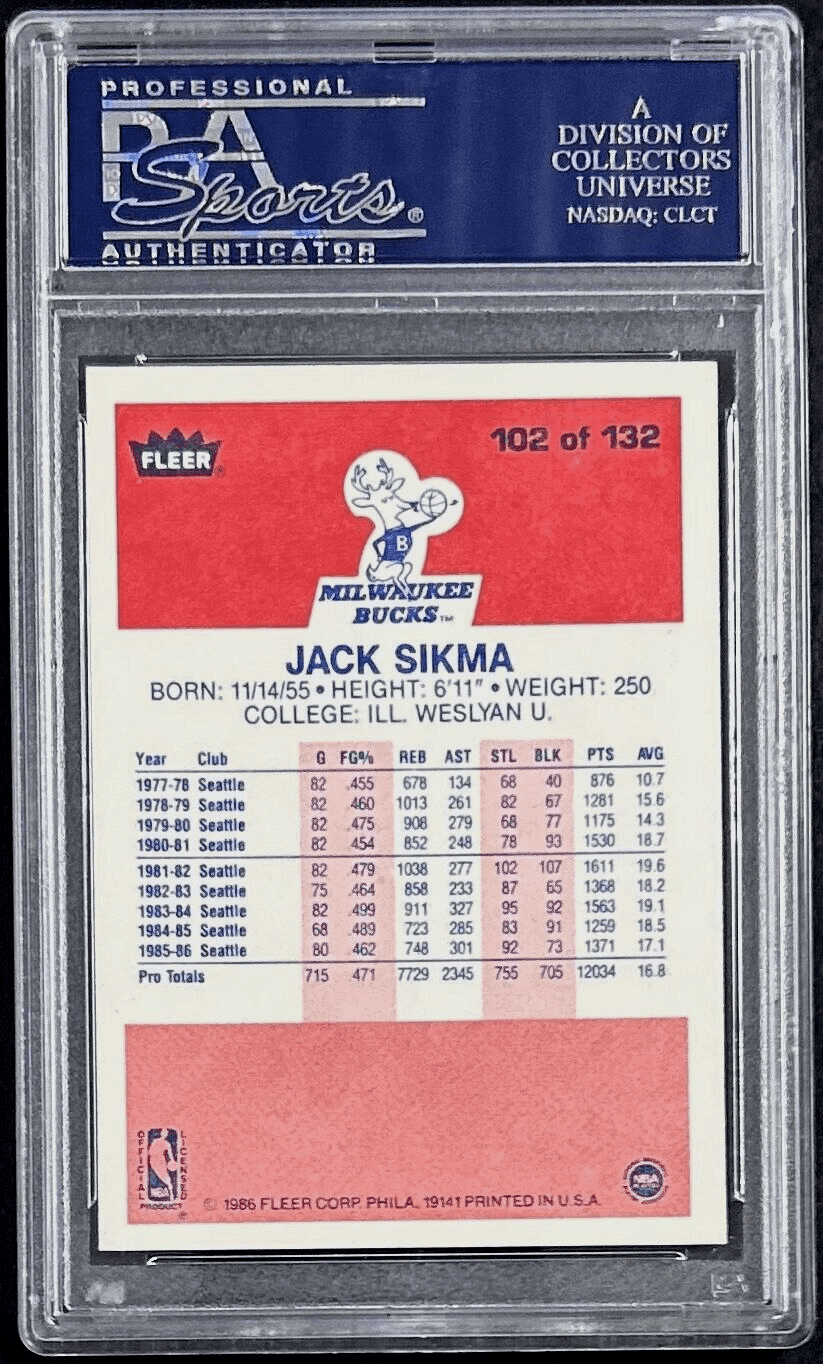 PROFESSIONAL
PSA
Sports®
AUTHENTICATOR
A
DIVISION OF
COLLECTORS
UNIVERSE
NASDAQ: CLCT
FLEER®
102 of 132
B
MILWAUKEE
BUCKS™
JACK SIKMA
BORN: 11/14/55 • HEIGHT: 6'11" • WEIGHT: 250
COLLEGE: ILL. WESLYAN U.
Year Club G FG% REB AST STL BLK PTS AVG
1977-78 Seattle 82 .455 678 134 68 40 876 10.7
1978-79 Seattle 82 .460 1013 261 82 67 1281 15.6
1979-80 Seattle 82 .475 908 279 68 77 1175 14.3
1980-81 Seattle 82 .454 852 248 78 93 1530 18.7
1981-82 Seattle 82 .479 1038 277 102 107 1611 19.6
1982-83 Seattle 75 .464 858 233 87 65 1368 18.2
1983-84 Seattle 82 .499 911 327 95 92 1563 19.1
1984-85 Seattle 68 .489 723 285 83 91 1259 18.5
1985-86 Seattle 80 .462 748 301 92 73 1371 17.1
Pro Totals 715 .471 7729 2345 755 705 12034 16.8
OFFICIAL
LICENSED
NBA
PRODUCT
®
© 1986 FLEER CORP. PHILA. 19141 PRINTED IN U.S.A.
NBA